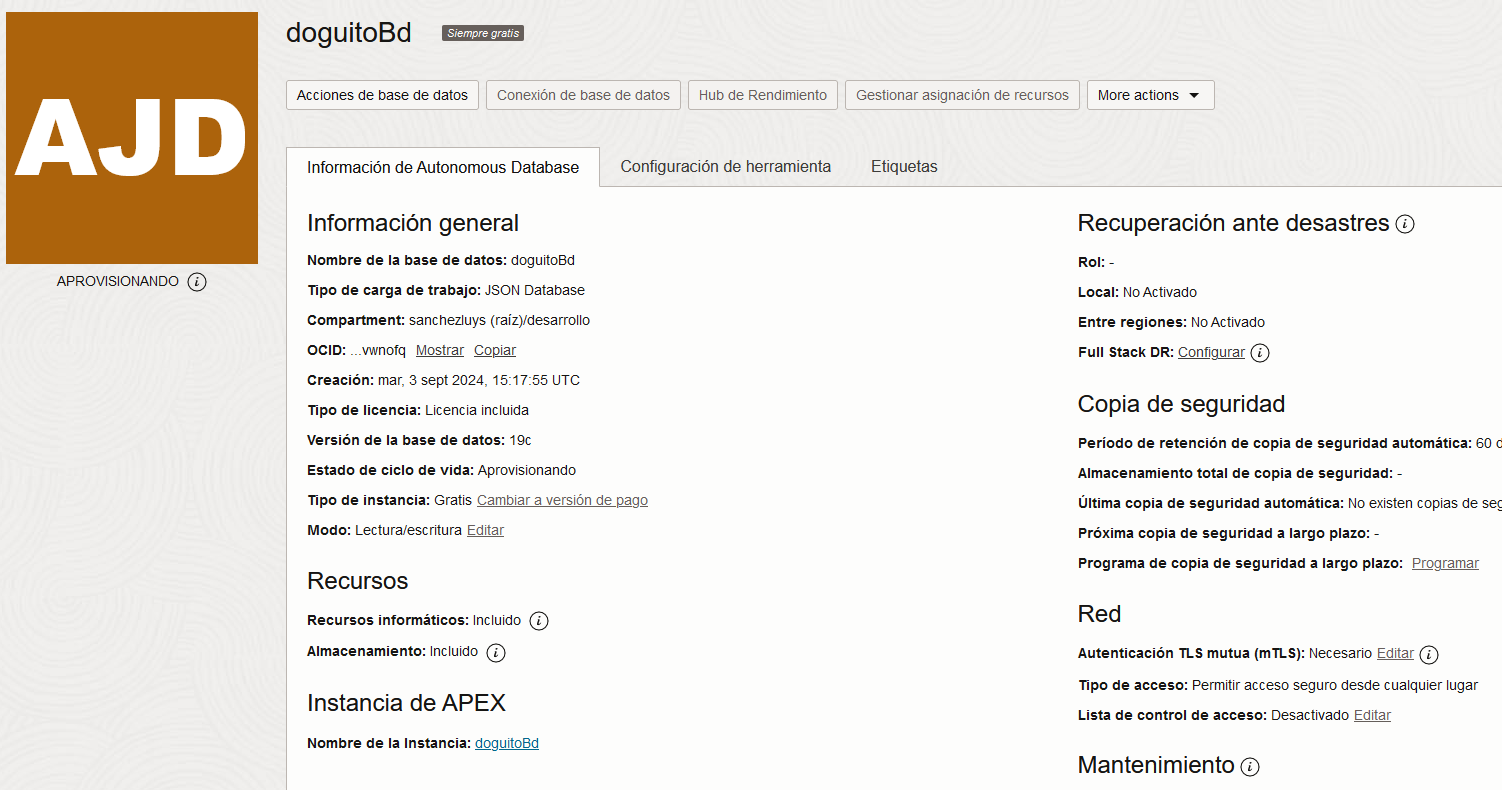 AJD
APROVISIONANDO
doguitoBd Siempre gratis
Acciones de base de datos Conexión de base de datos Hub de Rendimiento Gestionar asignación de recursos More actions
Información de Autonomous Database Configuración de herramienta Etiquetas
Información general
Nombre de la base de datos: doguitoBd
Tipo de carga de trabajo: JSON Database
Compartment: sanchezluys (raíz)/desarrollo
OCID: ...vwnofq Mostrar Copiar
Creación: mar, 3 sept 2024, 15:17:55 UTC
Tipo de licencia: Licencia incluida
Versión de la base de datos: 19c
Estado de ciclo de vida: Aprovisionando
Tipo de instancia: Gratis Cambiar a versión de pago
Modo: Lectura/escritura Editar
Recursos
Recursos informáticos: Incluido
Almacenamiento: Incluido
Instancia de APEX
Nombre de la Instancia: doguitoBd
Recuperación ante desastres
Rol: -
Local: No Activado
Entre regiones: No Activado
Full Stack DR: Configurar
Copia de seguridad
Período de retención de copia de seguridad automática: 60
Almacenamiento total de copia de seguridad: -
Última copia de seguridad automática: No existen copias de
Próxima copia de seguridad a largo plazo: -
Programa de copia de seguridad a largo plazo: Programar
Red
Autenticación TLS mutua (mTLS): Necesario Editar
Tipo de acceso: Permitir acceso seguro desde cualquier lugar
Lista de control de acceso: Desactivado Editar
Mantenimiento